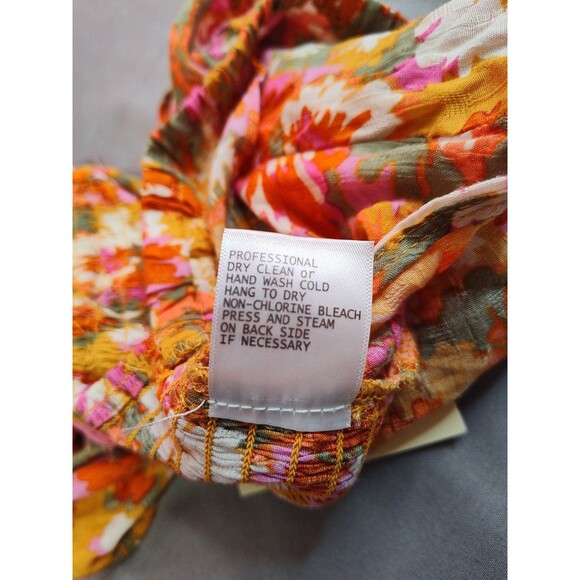 PROFESSIONAL
DRY CLEAN or
HAND WASH COLD
HANG TO DRY
NON-CHLORINE BLEACH
PRESS AND STEAM
ON BACK SIDE
IF NECESSARY